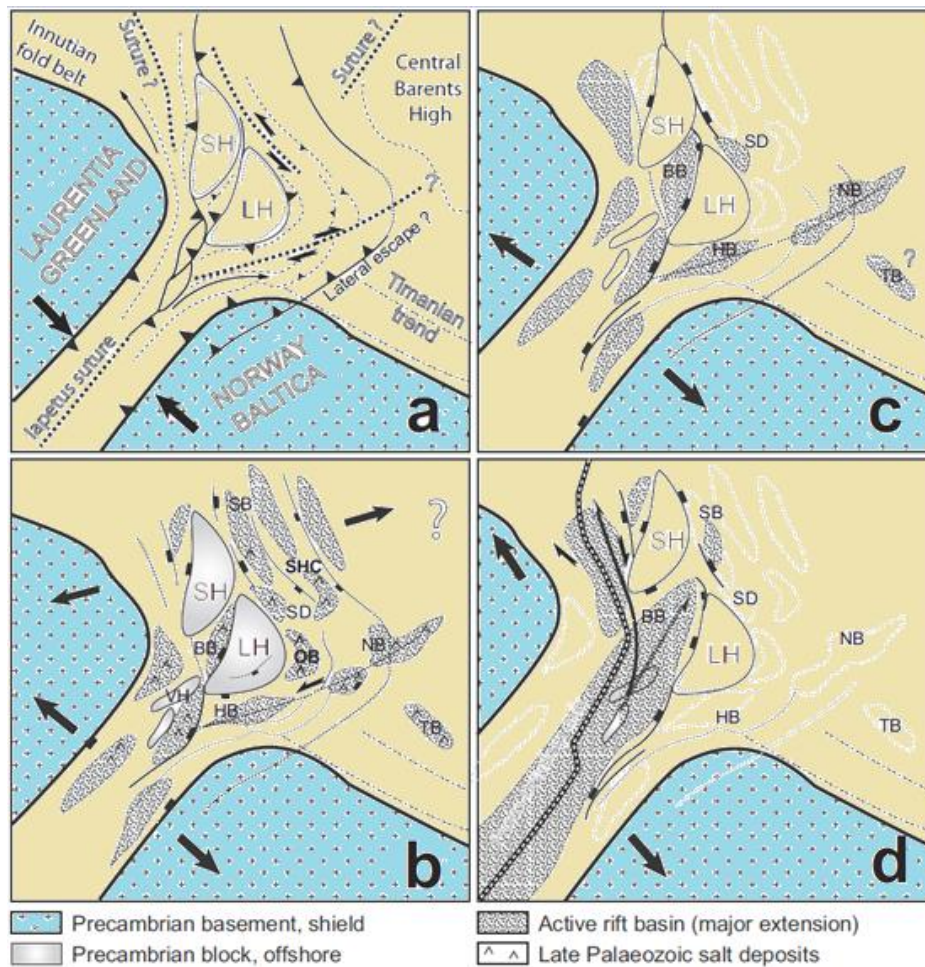 Innutian
fold belt
Suture ?
Suture ?
Central
Barents
High
SH
LH
LAURENTIA
GREENLAND
?
Lateral escape ?
Timanian
trend
Iapetus suture
NORWAY
BALTICA
a
SH
SD
BB
LH
NB
HB
?
TB
c
SB
?
SHC
SH
SD
LH
BB
OB
NB
VH
HB
TB
b
SH
SB
SD
BB
LH
NB
HB
TB
d
Precambrian basement, shield
Precambrian block, offshore
Active rift basin (major extension)
Late Palaeozoic salt deposits